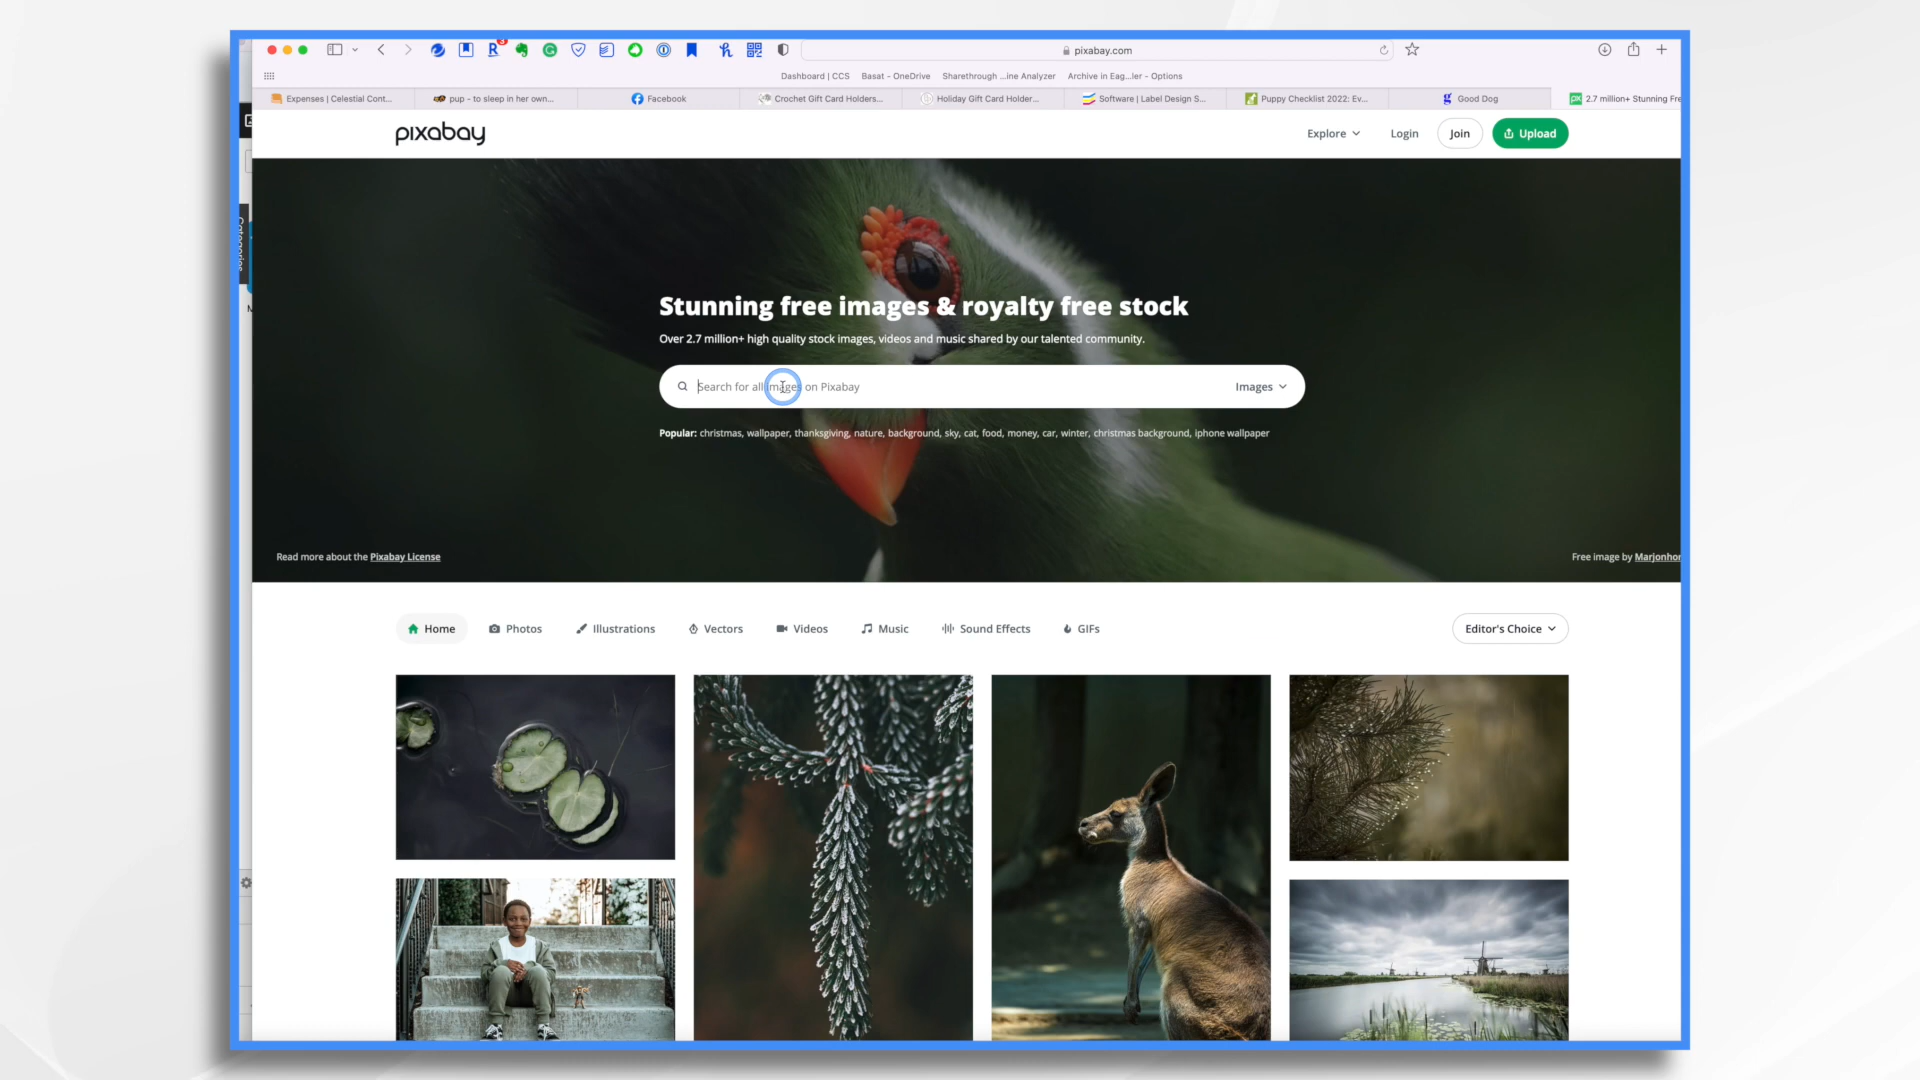 pixabay.com
Dashboard | CCS Basat - OneDrive Sharethrough ...ine Analyzer Archive in Eag...ler - Options
Expenses | Celestial Cont... pup - to sleep in her own... Facebook Crochet Gift Card Holders... Holiday Gift Card Holder... Software | Label Design S... Puppy Checklist 2022: Ev... Good Dog 2.7 million+ Stunning Fre
pixabay Explore Login Join Upload
Categories
Stunning free images & royalty free stock
Over 2.7 million+ high quality stock images, videos and music shared by our talented community.
Search for all images on Pixabay Images
Popular: christmas, wallpaper, thanksgiving, nature, background, sky, cat, food, money, car, winter, christmas background, iphone wallpaper
Read more about the Pixabay License Free image by Marjonhor
Home Photos Illustrations Vectors Videos Music Sound Effects GIFs Editor's Choice